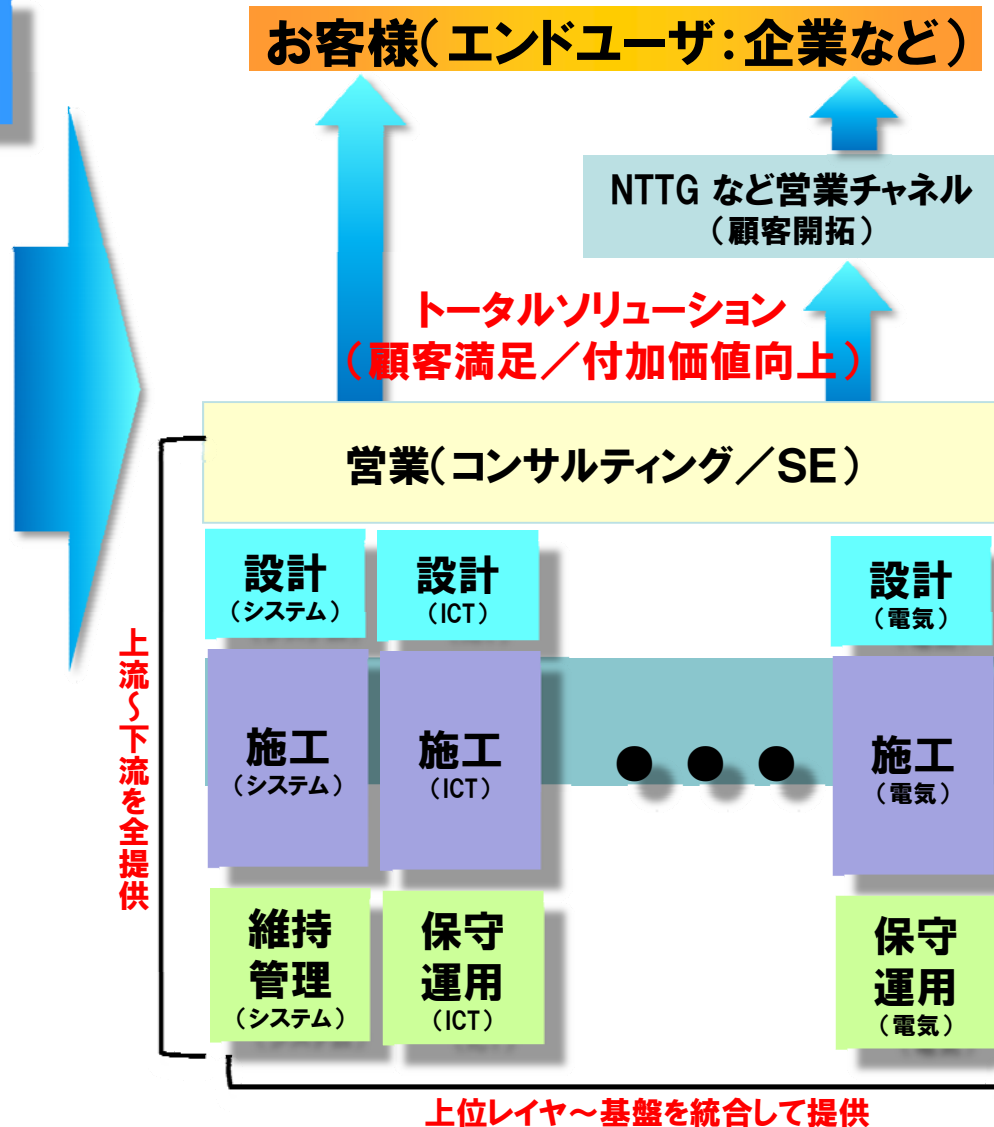 お客様(エンドユーザ:企業など)
NTTG など営業チャネル
(顧客開拓)
トータルソリューション
(顧客満足/付加価値向上)
営業(コンサルティング/SE)
設計
(システム)
設計
(ICT)
設計
(電気)
施工
(システム)
施工
(ICT)
●●●
施工
(電気)
維持
管理
(システム)
保守
運用
(ICT)
保守
運用
(電気)
上流~下流を全提供
上位レイヤ~基盤を統合して提供